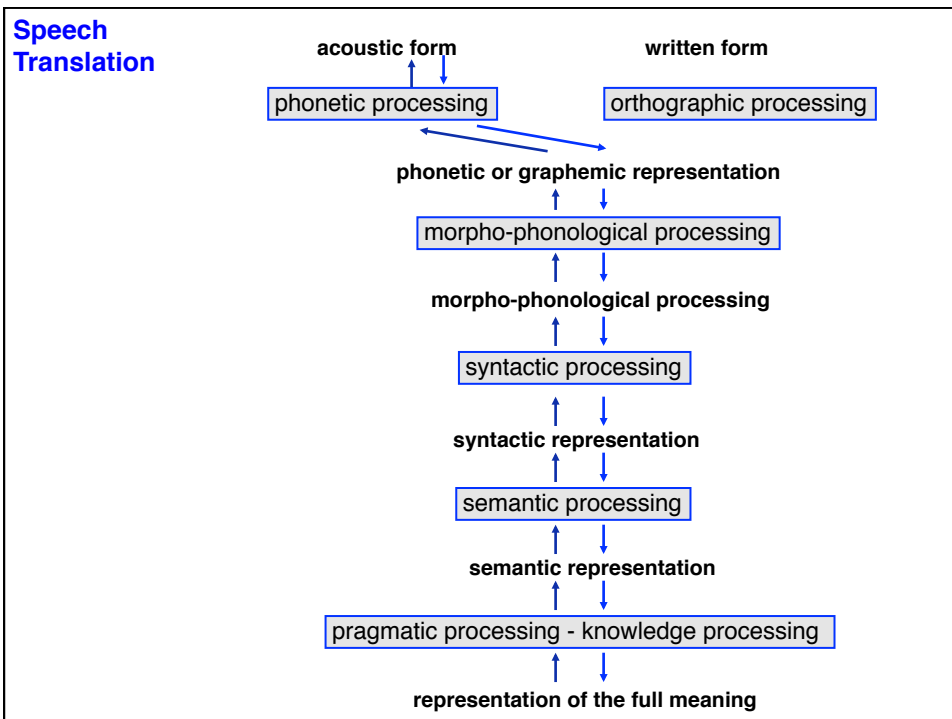 Speech
Translation
acoustic form
written form
phonetic processing
orthographic processing
phonetic or graphemic representation
morpho-phonological processing
morpho-phonological processing
syntactic processing
syntactic representation
semantic processing
semantic representation
pragmatic processing - knowledge processing
representation of the full meaning